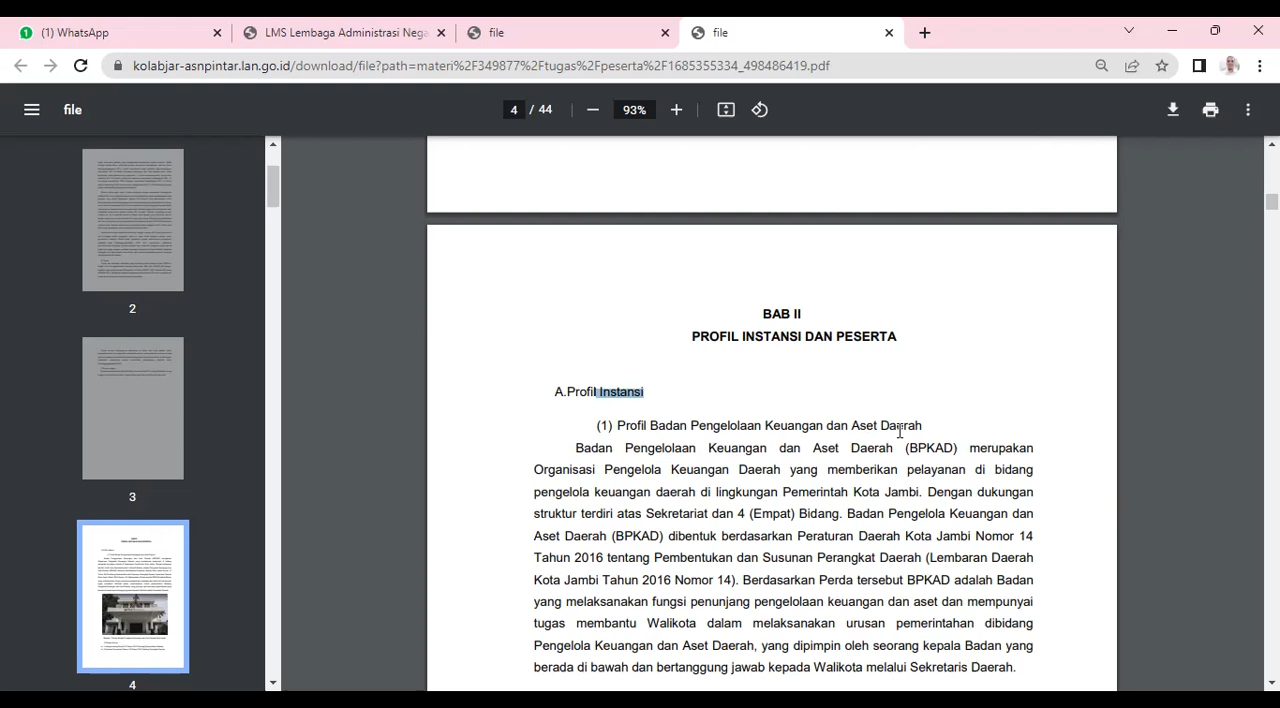 (1) WhatsApp
LMS Lembaga Administrasi Nega
file
file
kolabjar-asnpintar.lan.go.id/download/file?path=materi%2F349877%2Ftugas%2Fpeserta%2F1685355334_498486419.pdf
file
4 / 44
93%
2
3
4
BAB II
PROFIL INSTANSI DAN PESERTA
A.Profil Instansi
(1) Profil Badan Pengelolaan Keuangan dan Aset Daerah
Badan Pengelolaan Keuangan dan Aset Daerah (BPKAD) merupakan
Organisasi Pengelola Keuangan Daerah yang memberikan pelayanan di bidang
pengelola keuangan daerah di lingkungan Pemerintah Kota Jambi. Dengan dukungan
struktur terdiri atas Sekretariat dan 4 (Empat) Bidang. Badan Pengelola Keuangan dan
Aset Daerah (BPKAD) dibentuk berdasarkan Peraturan Daerah Kota Jambi Nomor 14
Tahun 2016 tentang Pembentukan dan Susunan Perangkat Daerah (Lembaran Daerah
Kota Jambi Tahun 2016 Nomor 14). Berdasarkan Perda tersebut BPKAD adalah Badan
yang melaksanakan fungsi penunjang pengelolaan keuangan dan aset dan mempunyai
tugas membantu Walikota dalam melaksanakan urusan pemerintahan dibidang
Pengelola Keuangan dan Aset Daerah, yang dipimpin oleh seorang kepala Badan yang
berada di bawah dan bertanggung jawab kepada Walikota melalui Sekretaris Daerah.